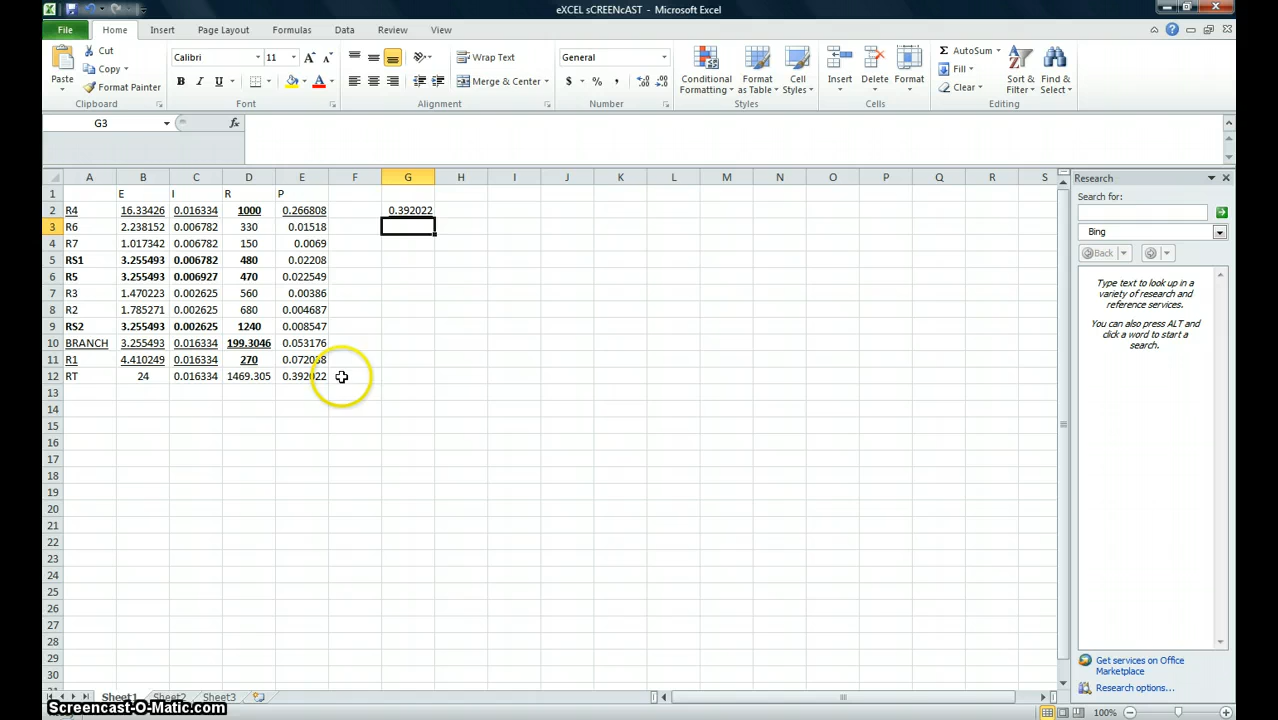 eXCEL sCREENcAST - Microsoft Excel
File Home Insert Page Layout Formulas Data Review View
Paste
Cut
Copy
Format Painter
Clipboard
Calibri 11
B I U
Font
Wrap Text
Merge & Center
Alignment
General
$ % ,
Number
Conditional Formatting
Format as Table
Cell Styles
Styles
Insert Delete Format
Cells
AutoSum
Fill
Clear
Sort & Filter
Find & Select
Editing
G3 fx
A B C D E F G H I J K L M N O P Q R S
1 E I R P
2 R4 16.33426 0.016334 1000 0.266808 0.392022
3 R6 2.238152 0.006782 330 0.01518
4 R7 1.017342 0.006782 150 0.0069
5 RS1 3.255493 0.006782 480 0.02208
6 R5 3.255493 0.006927 470 0.022549
7 R3 1.470223 0.002625 560 0.00386
8 R2 1.785271 0.002625 680 0.004687
9 RS2 3.255493 0.002625 1240 0.008547
10 BRANCH 3.255493 0.016334 199.3046 0.053176
11 R1 4.410249 0.016334 270 0.072038
12 RT 24 0.016334 1469.305 0.392022
13
14
15
16
17
18
19
20
21
22
23
24
25
26
27
28
29
30
Research
Search for:
Bing
Back
Type text to look up in a
variety of research and
reference services.
You can also press ALT and
click a word to start a
search.
Get services on Office
Marketplace
Research options...
Sheet1 Sheet2 Sheet3
Screencast-O-Matic.com
100%